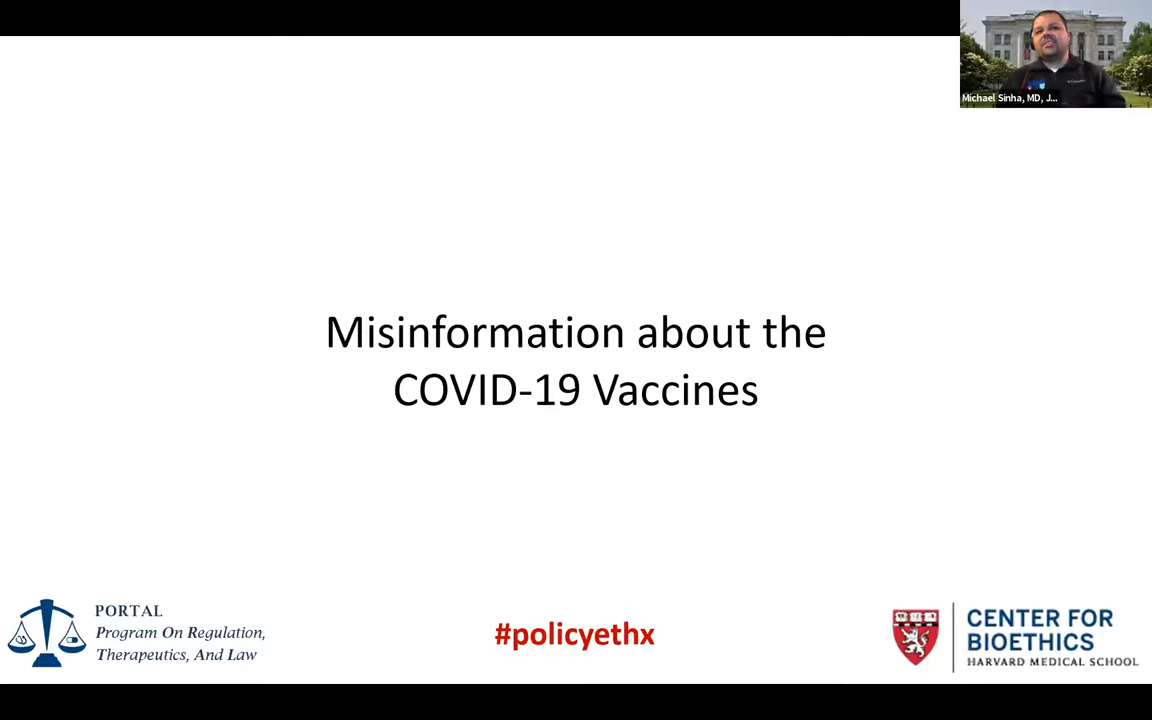 Michael Sinha, MD, J...
Misinformation about the
COVID-19 Vaccines
PORTAL
Program On Regulation,
Therapeutics, And Law
#policyethx
CENTER FOR
BIOETHICS
HARVARD MEDICAL SCHOOL